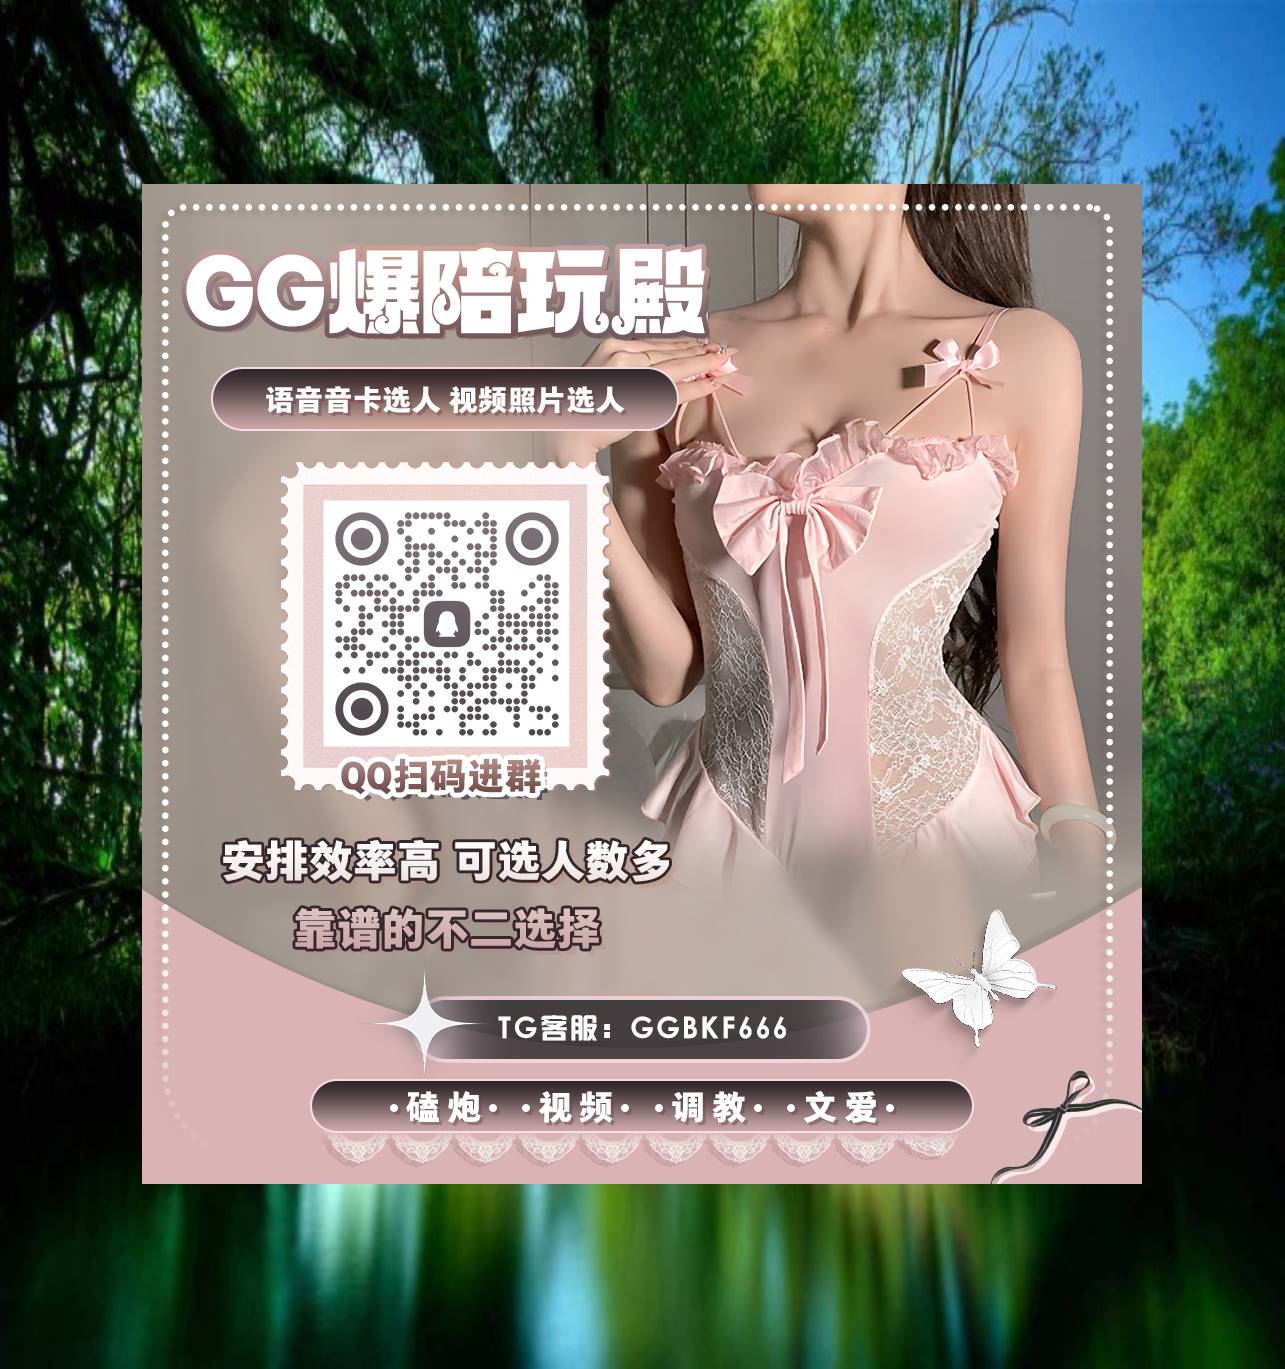 GG爆陪玩殿
语音音卡选人 视频照片选人
QQ扫码进群
安排效率高 可选人数多
靠谱的不二选择
TG客服：GGBKF666
·磕炮· ·视频· ·调教· ·文爱·